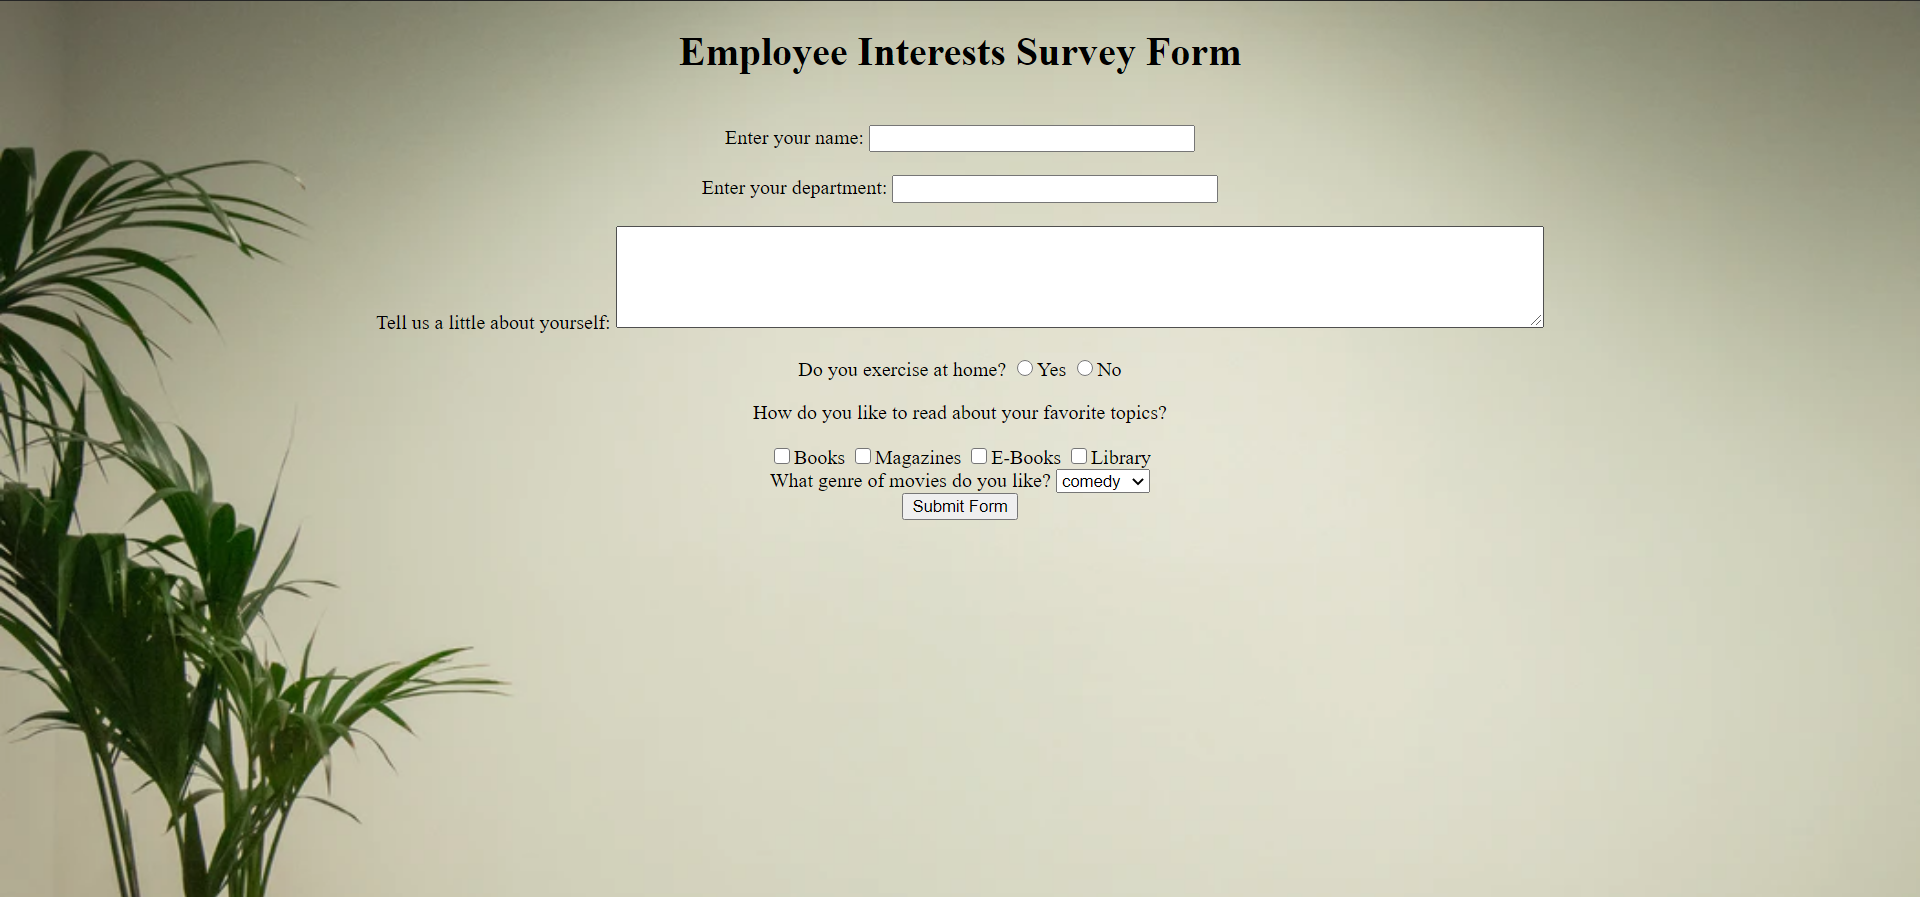 Employee Interests Survey Form
Enter your name:
Enter your department:
Tell us a little about yourself:
Do you exercise at home? Yes No
How do you like to read about your favorite topics?
Books Magazines E-Books Library
What genre of movies do you like? comedy
Submit Form